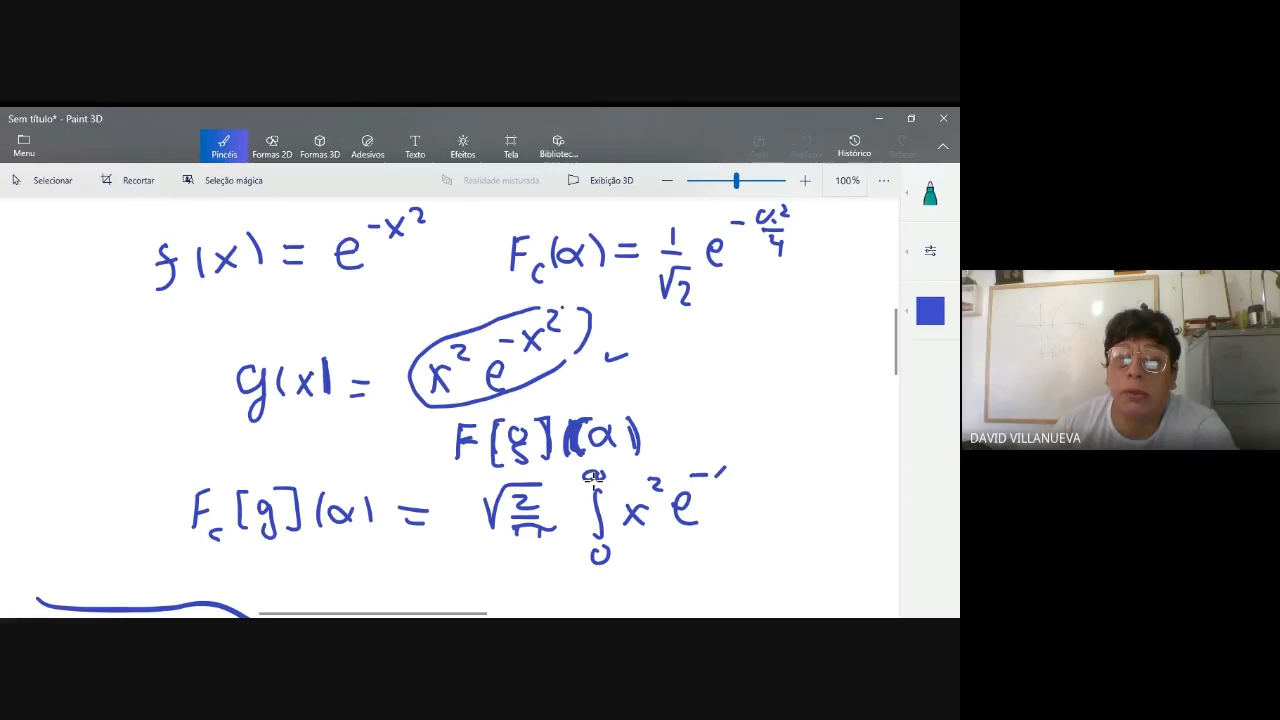 Sem título* - Paint 3D
Menu
Pincéis
Formas 2D
Formas 3D
Adesivos
Texto
Efeitos
Tela
Bibliotec...
Histórico
Selecionar
Recortar
Seleção mágica
Realidade misturada
Exibição 3D
100%
f(x) = e^{-x^2} F_c(α) = 1/√2 e^{-α^2/4}
g(x) = x^2 e^{-x^2}
F[g](α)
F_c[g](α) = √(2/π) ∫_0^∞ x^2 e^-
DAVID VILLANUEVA